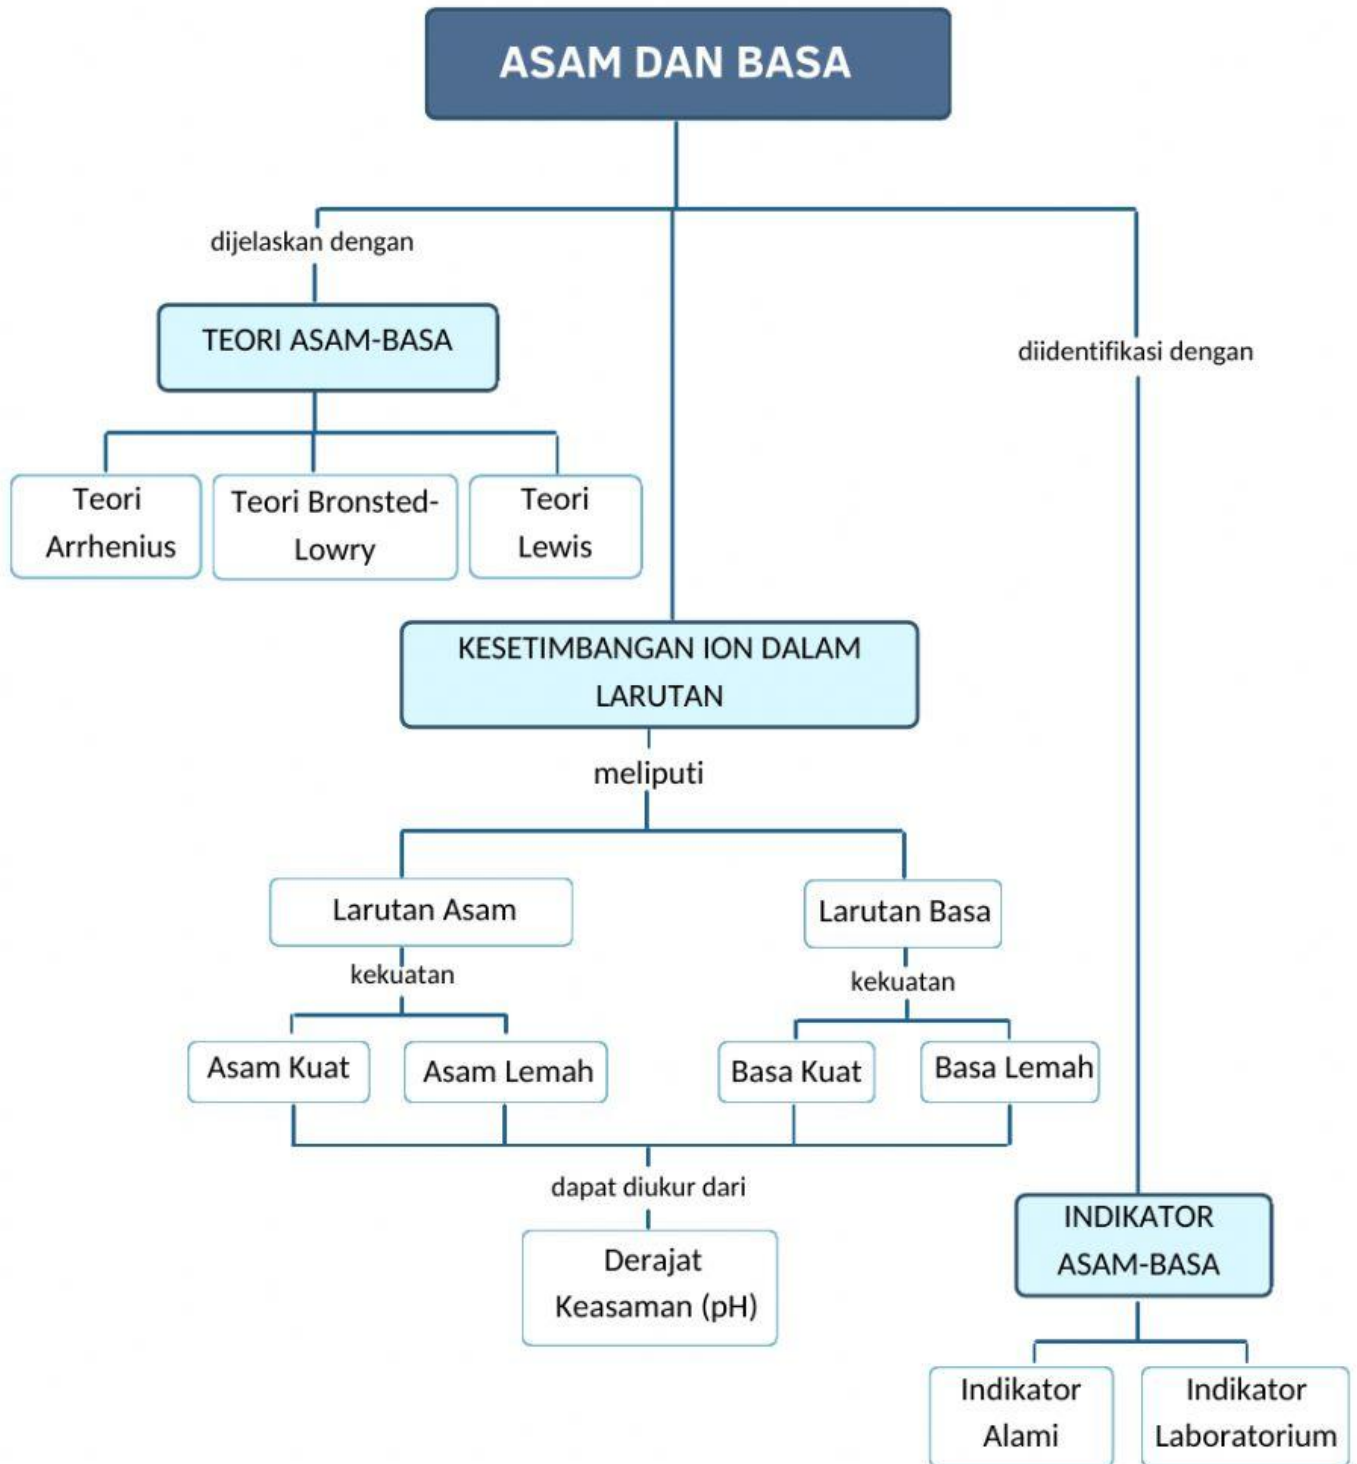 ASAM DAN BASA
dijelaskan dengan
TEORI ASAM-BASA
diidentifikasi dengan
Teori
Arrhenius
Teori Bronsted-
Lowry
Teori
Lewis
KESETIMBANGAN ION DALAM
LARUTAN
meliputi
Larutan Asam
Larutan Basa
kekuatan
kekuatan
Asam Kuat
Asam Lemah
Basa Kuat
Basa Lemah
dapat diukur dari
Derajat
Keasaman (pH)
INDIKATOR
ASAM-BASA
Indikator
Alami
Indikator
Laboratorium